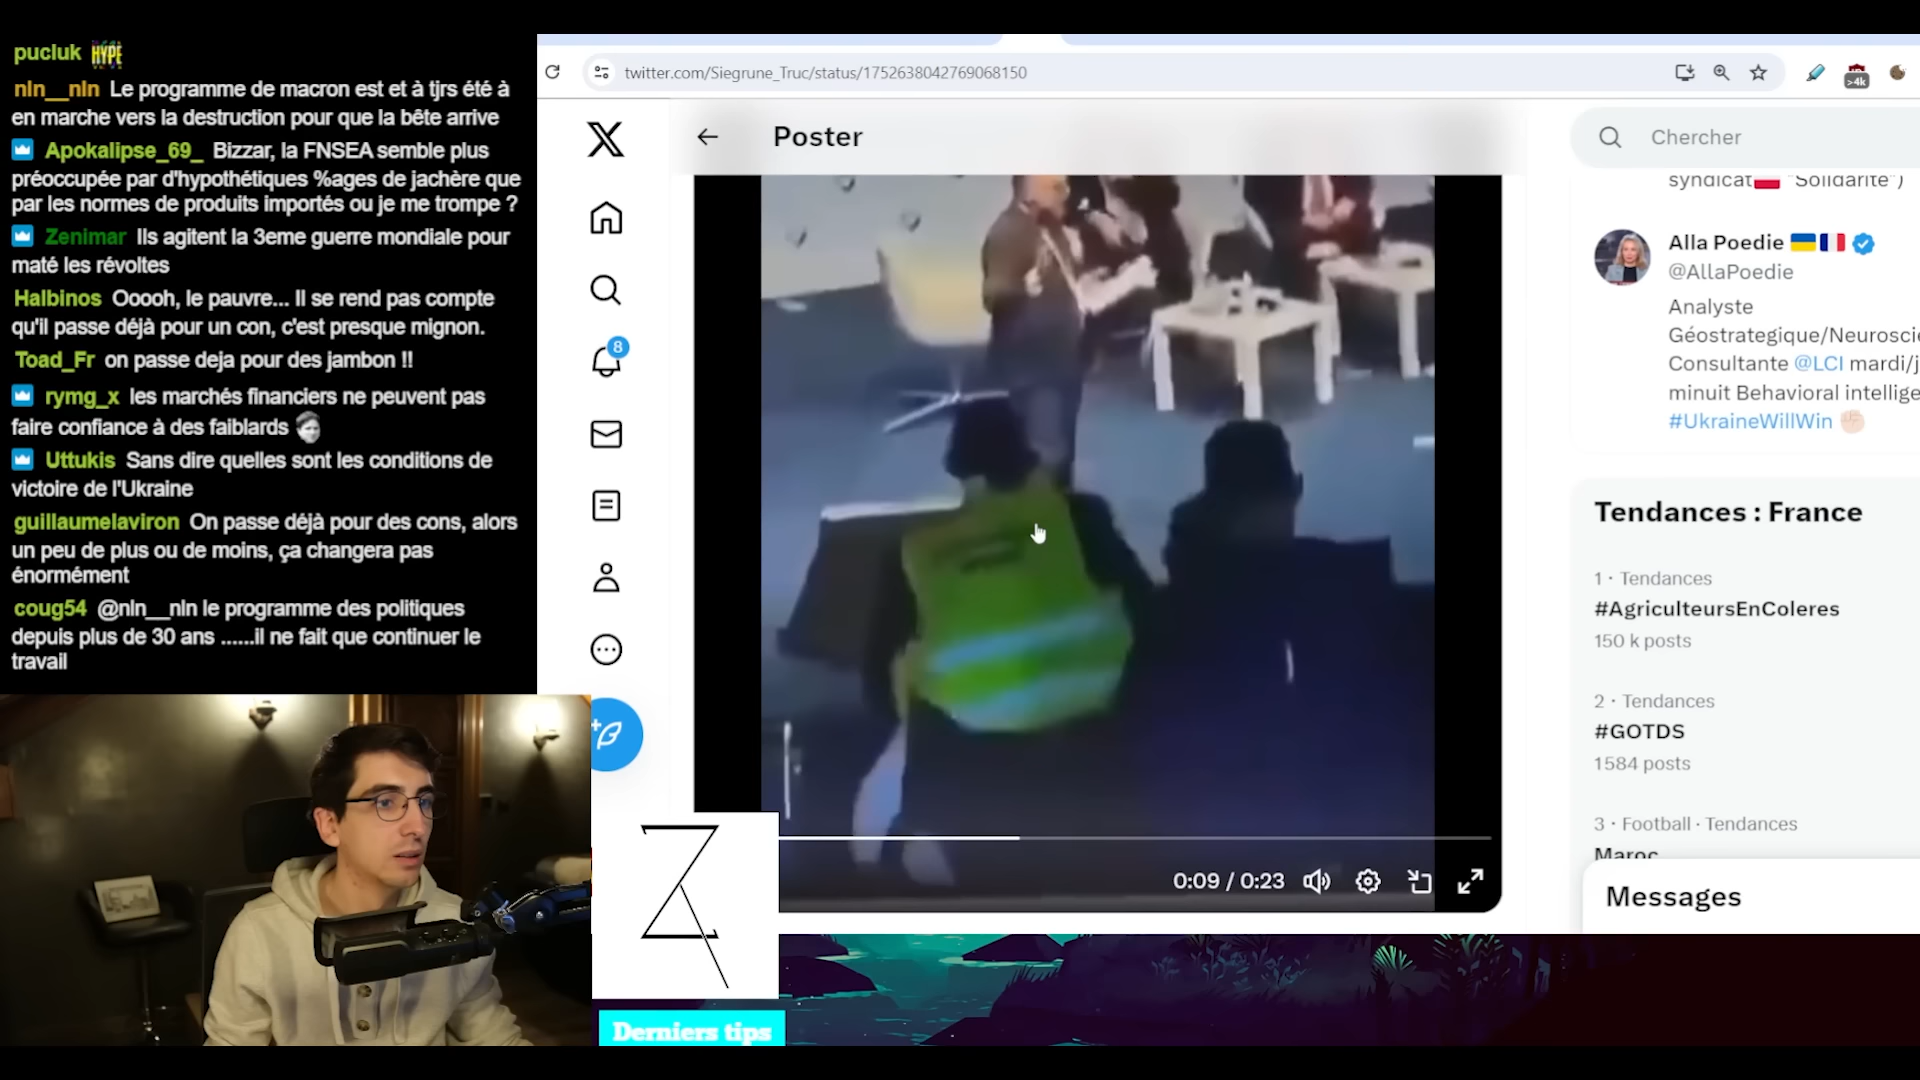 pucluk HYPE
nln__nln Le programme de macron est et à tjrs été à
en marche vers la destruction pour que la bête arrive
Apokalipse_69_ Bizzar, la FNSEA semble plus
préoccupée par d'hypothétiques %ages de jachère que
par les normes de produits importés ou je me trompe ?
Zenimar Ils agitent la 3eme guerre mondiale pour
maté les révoltes
Halbinos Ooooh, le pauvre... Il se rend pas compte
qu'il passe déjà pour un con, c'est presque mignon.
Toad_Fr on passe deja pour des jambon !!
rymg_x les marchés financiers ne peuvent pas
faire confiance à des faiblards
Uttukis Sans dire quelles sont les conditions de
victoire de l'Ukraine
guillaumelaviron On passe déjà pour des cons, alors
un peu de plus ou de moins, ça changera pas
énormément
coug54 @nln__nln le programme des politiques
depuis plus de 30 ans ......il ne fait que continuer le
travail
twitter.com/Siegrune_Truc/status/1752638042769068150
>4k
Poster
8
0:09 / 0:23
Chercher
syndicat "Solidarité")
Alla Poedie
@AllaPoedie
Analyste
Géostrategique/Neuroscie
Consultante @LCI mardi/j
minuit Behavioral intellige
#UkraineWillWin
Tendances : France
1 · Tendances
#AgriculteursEnColeres
150 k posts
2 · Tendances
#GOTDS
1584 posts
3 · Football · Tendances
Maroc
Messages
Derniers tips